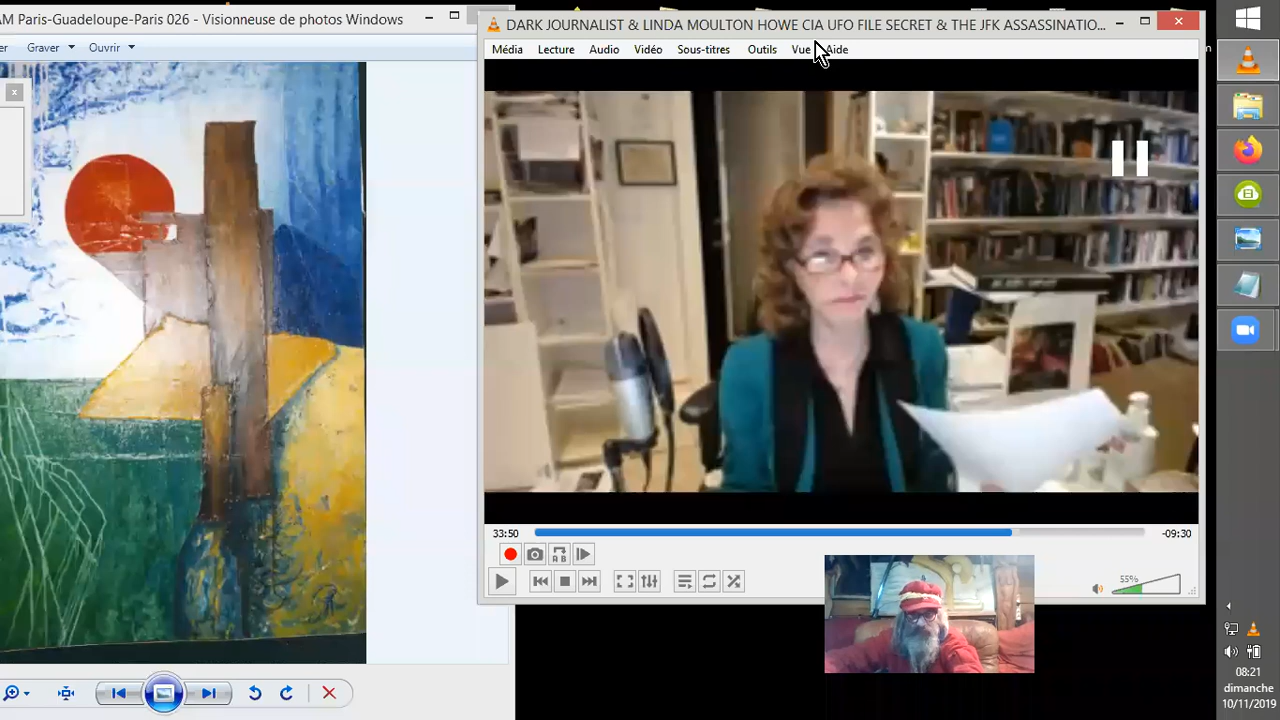 AM Paris-Guadeloupe-Paris 026 - Visionneuse de photos Windows
Graver
Ouvrir
DARK JOURNALIST & LINDA MOULTON HOWE CIA UFO FILE SECRET & THE JFK ASSASSINATIO...
Média Lecture Audio Vidéo Sous-titres Outils Vue Aide
33:50
-09:30
55%
08:21
dimanche
10/11/2019